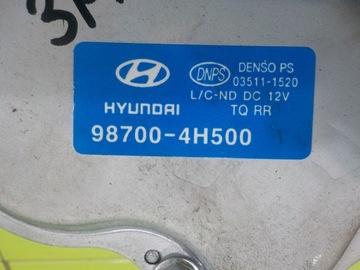 DNPS
DENSO PS
03511-1520
L/C-ND DC 12V
HYUNDAI
TQ RR
98700-4H500